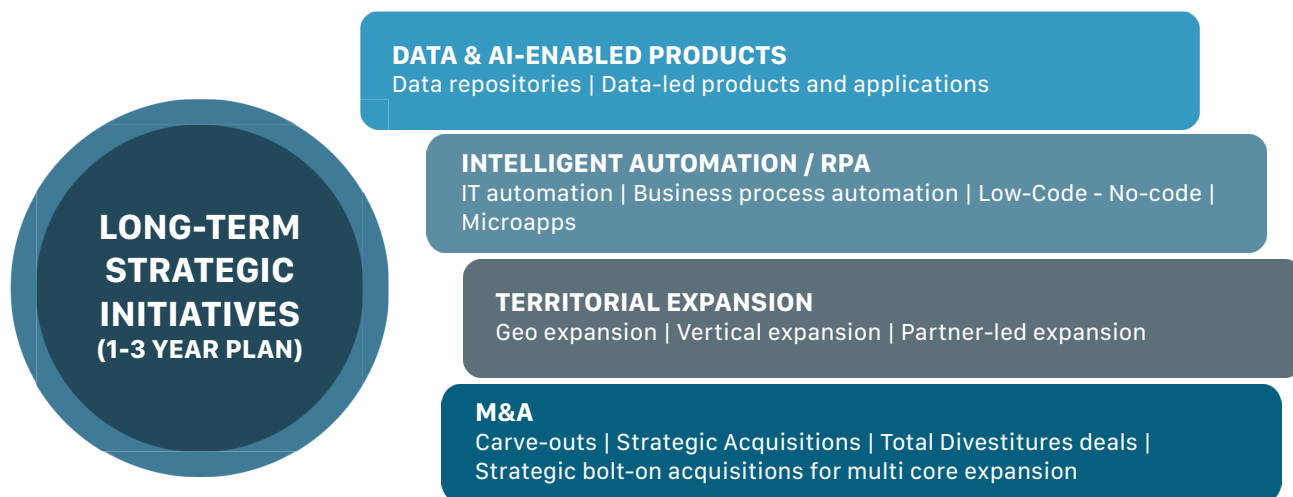 LONG-TERM
STRATEGIC
INITIATIVES
(1-3 YEAR PLAN)
DATA & AI-ENABLED PRODUCTS
Data repositories | Data-led products and applications
INTELLIGENT AUTOMATION / RPA
IT automation | Business process automation | Low-Code - No-code |
Microapps
TERRITORIAL EXPANSION
Geo expansion | Vertical expansion | Partner-led expansion
M&A
Carve-outs | Strategic Acquisitions | Total Divestitures deals |
Strategic bolt-on acquisitions for multi core expansion